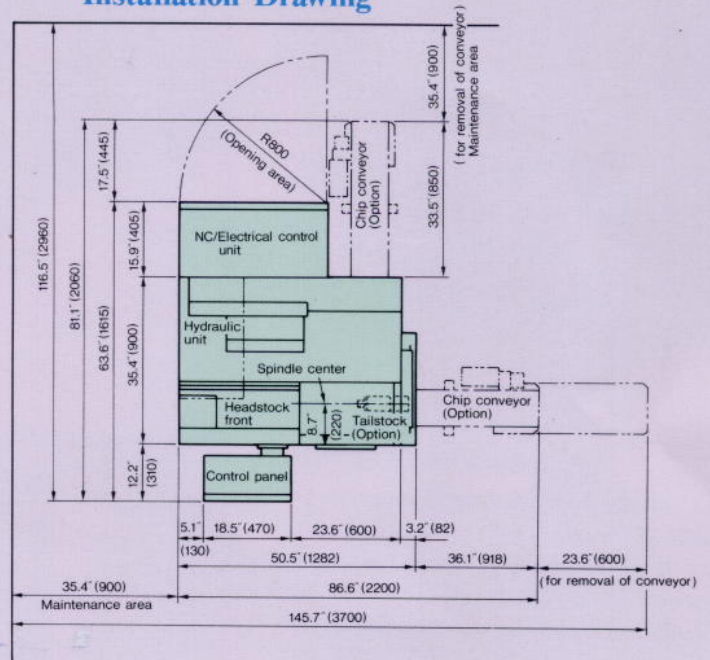 Installation Drawing
116.5″ (2960)
81.1″ (2060)
63.6″ (1615)
17.5″ (445)
15.9″ (405)
35.4″ (900)
12.2″
(310)
R800
(Opening area)
NC/Electrical control
unit
Chip conveyor
(Option)
33.5″ (850)
35.4″ (900)
(for removal of conveyor)
Maintenance area
Hydraulic
unit
Spindle center
Headstock
front
8.7″
(220)
Tailstock
(Option)
Chip conveyor
(Option)
Control panel
5.1″
(130)
18.5″ (470)
23.6″ (600)
3.2″ (82)
50.5″ (1282)
36.1″ (918)
23.6″ (600)
(for removal of conveyor)
35.4″ (900)
Maintenance area
86.6″ (2200)
145.7″ (3700)